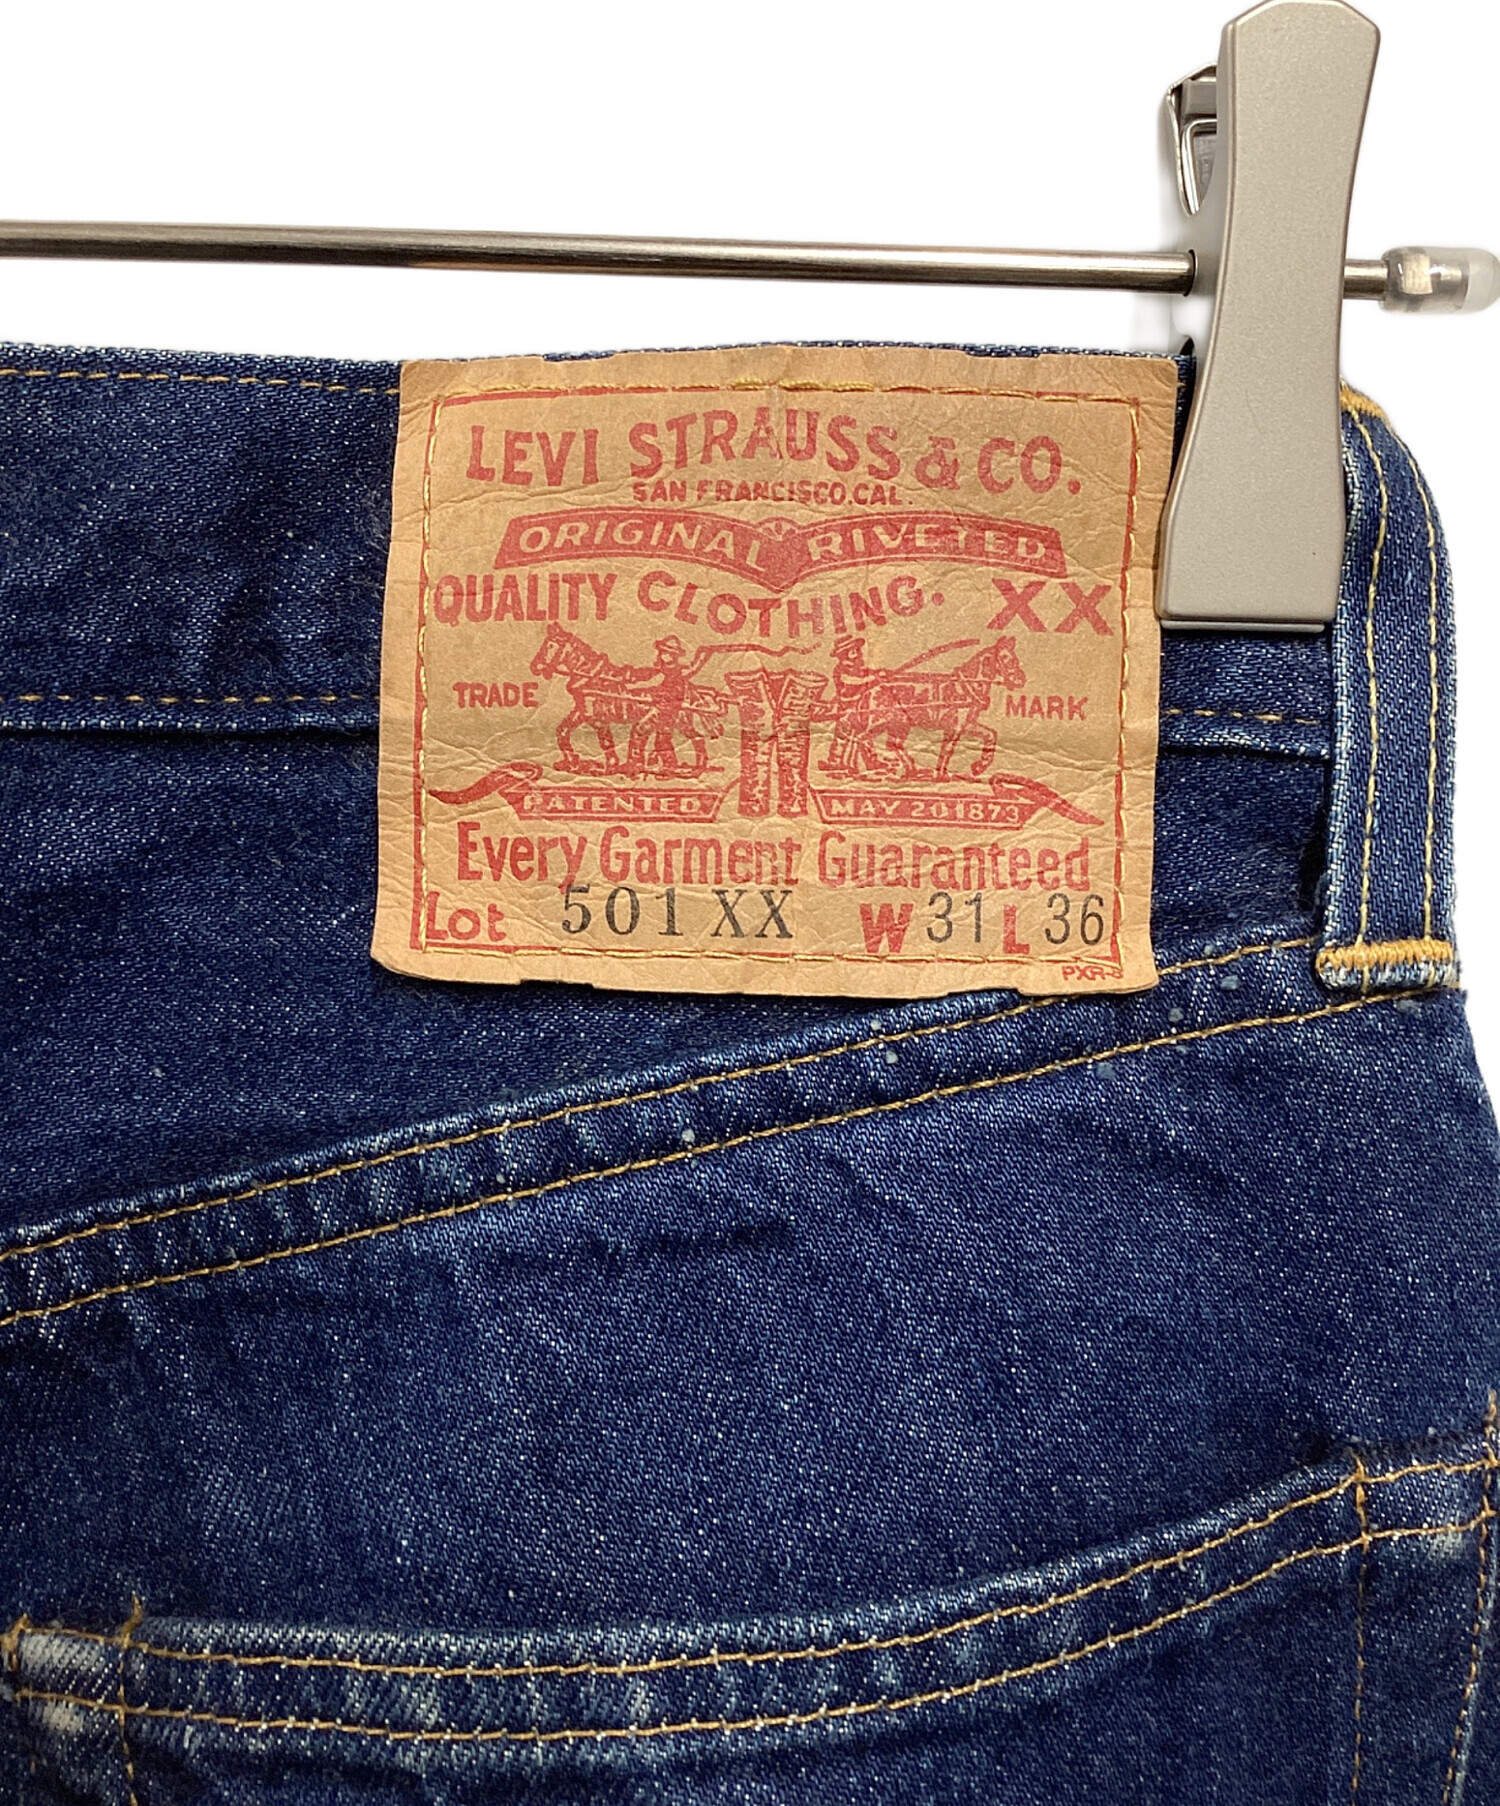 LEVI STRAUSS & CO.
SAN FRANCISCO.CAL.
ORIGINAL RIVETED
QUALITY CLOTHING. XX
TRADE MARK
PATENTED MAY 20 1873
Every Garment Guaranteed
Lot 501 XX W 31 L 36